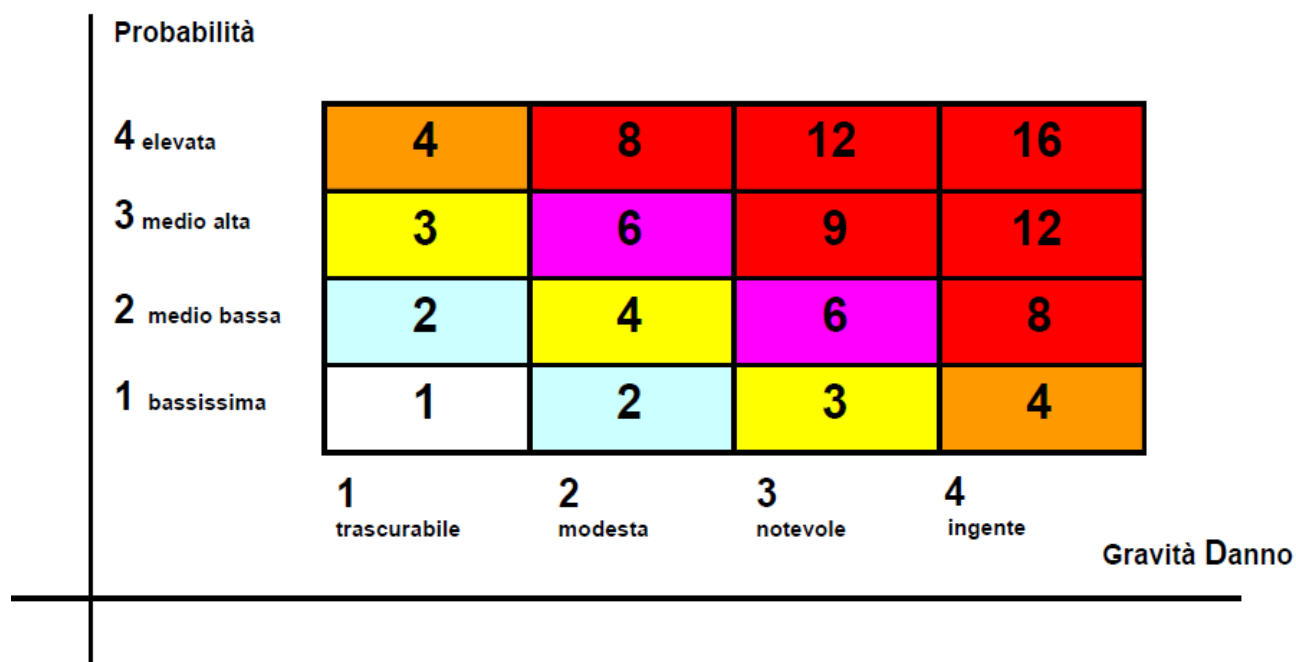 Probabilità
4 elevata 4 8 12 16
3 medio alta 3 6 9 12
2 medio bassa 2 4 6 8
1 bassissima 1 2 3 4
1 2 3 4
trascurabile modesta notevole ingente
Gravità Danno